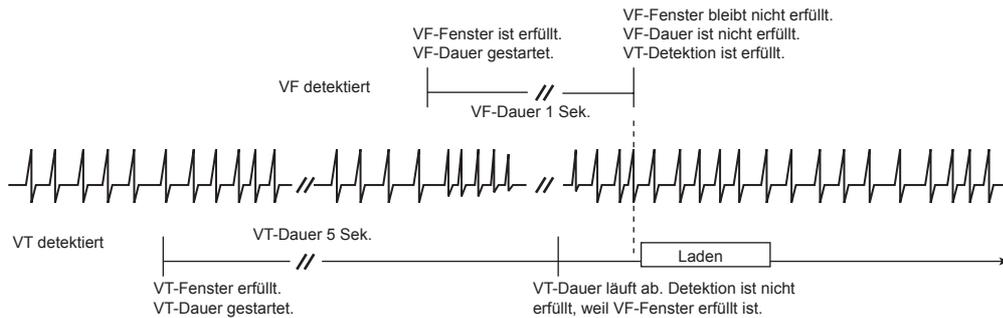 VF-Fenster ist erfüllt.
VF-Dauer gestartet.
VF-Fenster bleibt nicht erfüllt.
VF-Dauer ist nicht erfüllt.
VT-Detektion ist erfüllt.
VF detektiert
VF-Dauer 1 Sek.
VT detektiert
VT-Dauer 5 Sek.
Laden
VT-Fenster erfüllt.
VT-Dauer gestartet.
VT-Dauer läuft ab. Detektion ist nicht
erfüllt, weil VF-Fenster erfüllt ist.